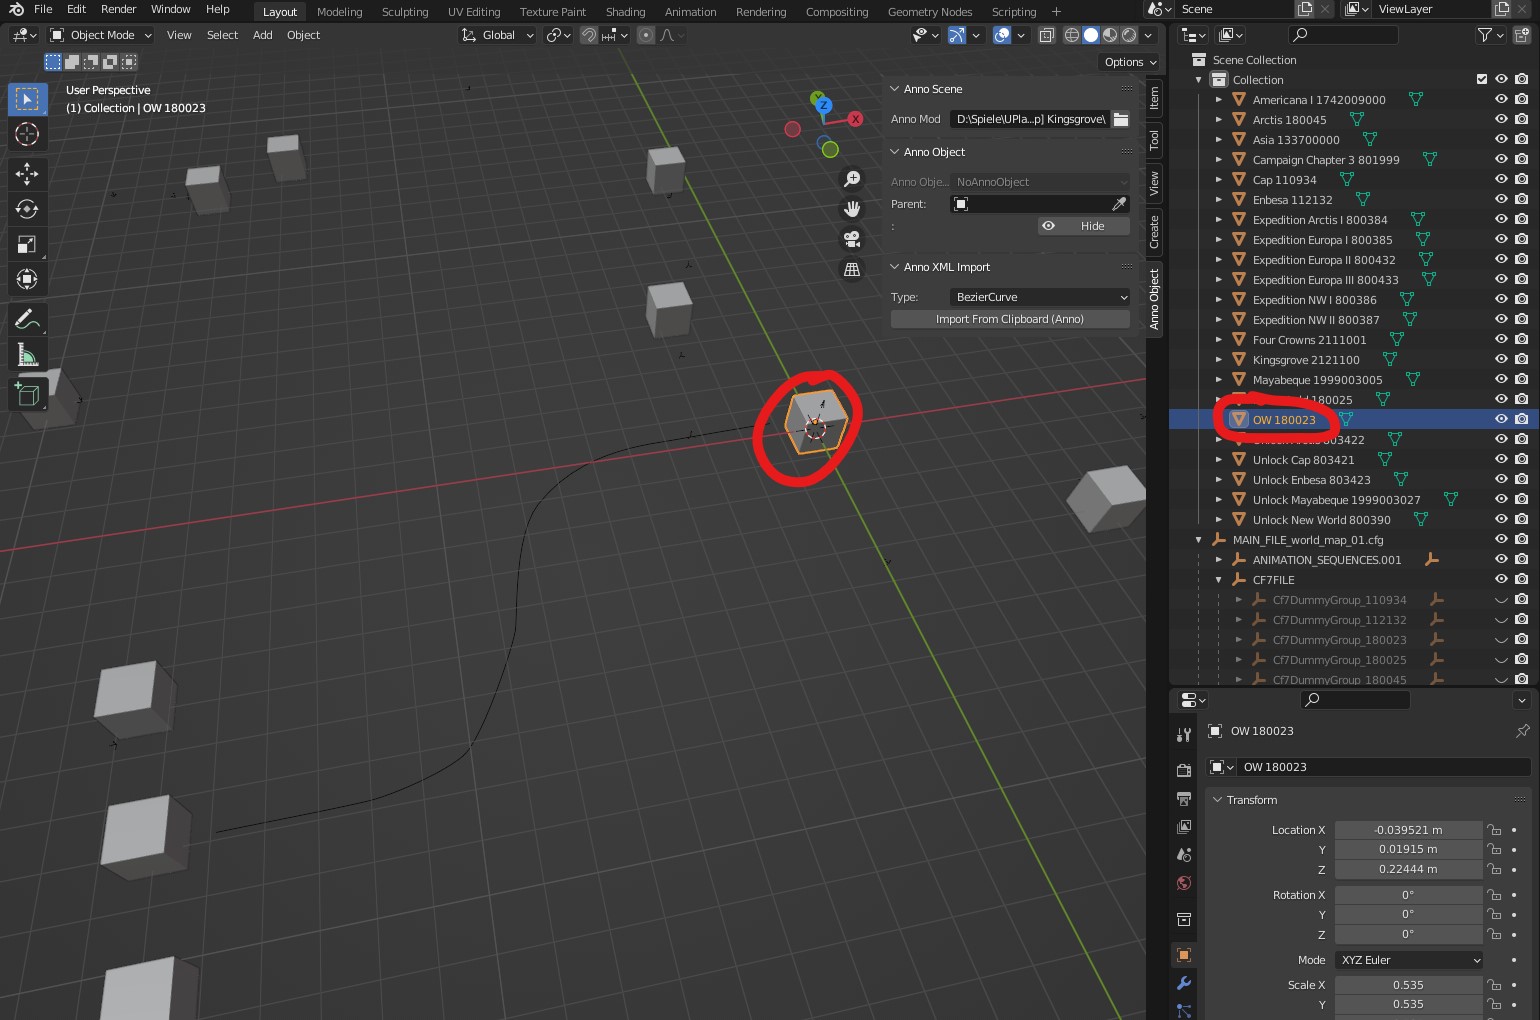 File Edit Render Window Help Layout Modeling Sculpting UV Editing Texture Paint Shading Animation Rendering Compositing Geometry Nodes Scripting + Scene ViewLayer
Object Mode View Select Add Object Global
Options
User Perspective
(1) Collection | OW 180023
Y
Z
X
Anno Scene
Anno Mod D:\Spiele\UPla...p] Kingsgrove\
Anno Object
Anno Obje... NoAnnoObject
Parent:
: Hide
Anno XML Import
Type: BezierCurve
Import From Clipboard (Anno)
Item
Tool
View
Create
Anno Object
Scene Collection
Collection
Americana I 1742009000
Arctis 180045
Asia 133700000
Campaign Chapter 3 801999
Cap 110934
Enbesa 112132
Expedition Arctis I 800384
Expedition Europa I 800385
Expedition Europa II 800432
Expedition Europa III 800433
Expedition NW I 800386
Expedition NW II 800387
Four Crowns 2111001
Kingsgrove 2121100
Mayabeque 1999003005
180025
OW 180023
803422
Unlock Cap 803421
Unlock Enbesa 803423
Unlock Mayabeque 1999003027
Unlock New World 800390
MAIN_FILE_world_map_01.cfg
ANIMATION_SEQUENCES.001
CF7FILE
Cf7DummyGroup_110934
Cf7DummyGroup_112132
Cf7DummyGroup_180023
Cf7DummyGroup_180025
Cf7DummyGroup_180045
OW 180023
OW 180023
Transform
Location X -0.039521 m
Y 0.01915 m
Z 0.22444 m
Rotation X 0°
Y 0°
Z 0°
Mode XYZ Euler
Scale X 0.535
Y 0.535